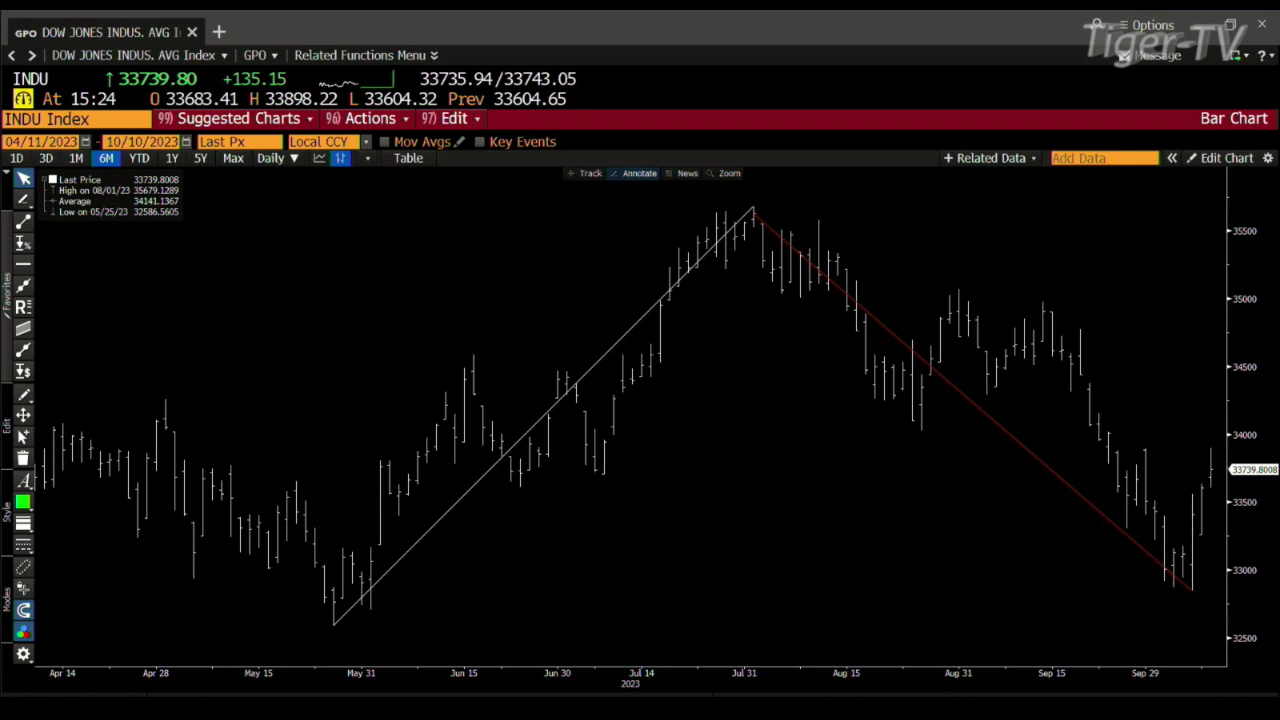 GPO DOW JONES INDUS. AVG I
Options
Tiger-TV
DOW JONES INDUS. AVG Index GPO Related Functions Menu
Message
?
INDU ↑ 33739.80 +135.15 33735.94/33743.05
At 15:24 O 33683.41 H 33898.22 L 33604.32 Prev 33604.65
INDU Index 99) Suggested Charts 96) Actions 97) Edit Bar Chart
04/11/2023 - 10/10/2023 Last Px Local CCY Mov Avgs Key Events
1D 3D 1M 6M YTD 1Y 5Y Max Daily ▼ Table + Related Data Add Data « Edit Chart
Track Annotate News Zoom
Last Price 33739.8008
High on 08/01/23 35679.1289
Average 34141.1367
Low on 05/25/23 32586.5605
Favorites
Edit
Style
Modes
35500
35000
34500
34000
33739.8008
33500
33000
32500
Apr 14 Apr 28 May 15 May 31 Jun 15 Jun 30 Jul 14 Jul 31 Aug 15 Aug 31 Sep 15 Sep 29
2023